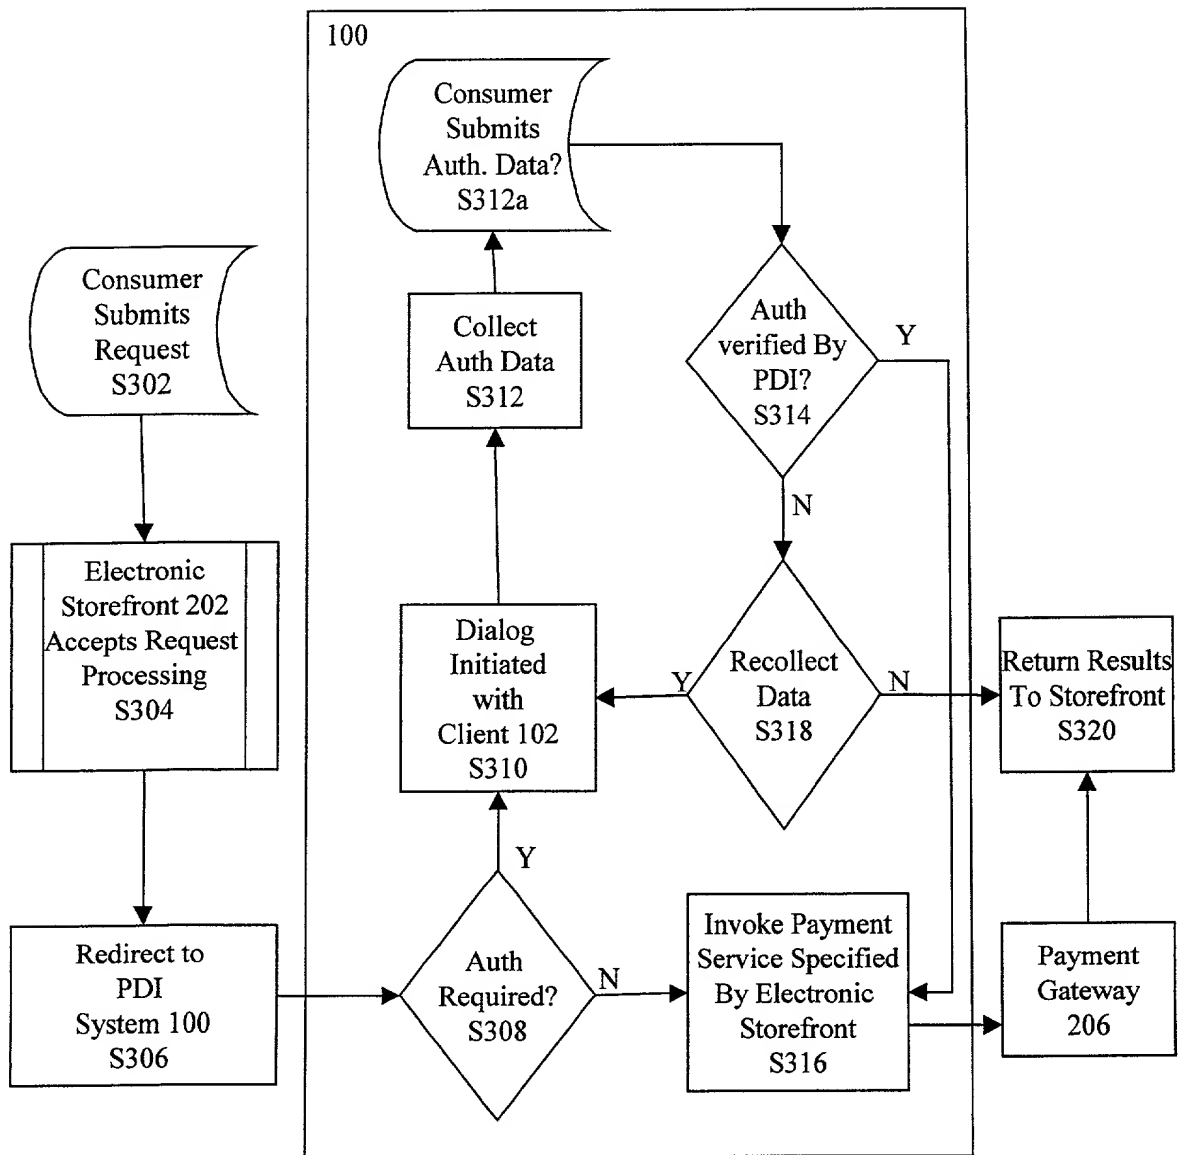 100
Consumer
Submits
Auth. Data?
S312a
Consumer
Submits
Request
S302
Collect
Auth Data
S312
Auth
verified By
PDI?
S314
Y
N
Electronic
Storefront 202
Accepts Request
Processing
S304
Dialog
Initiated
with
Client 102
S310
Y
Recollect
Data
S318
N
Return Results
To Storefront
S320
Y
Redirect to
PDI
System 100
S306
Auth
Required?
S308
N
Invoke Payment
Service Specified
By Electronic
Storefront
S316
Payment
Gateway
206